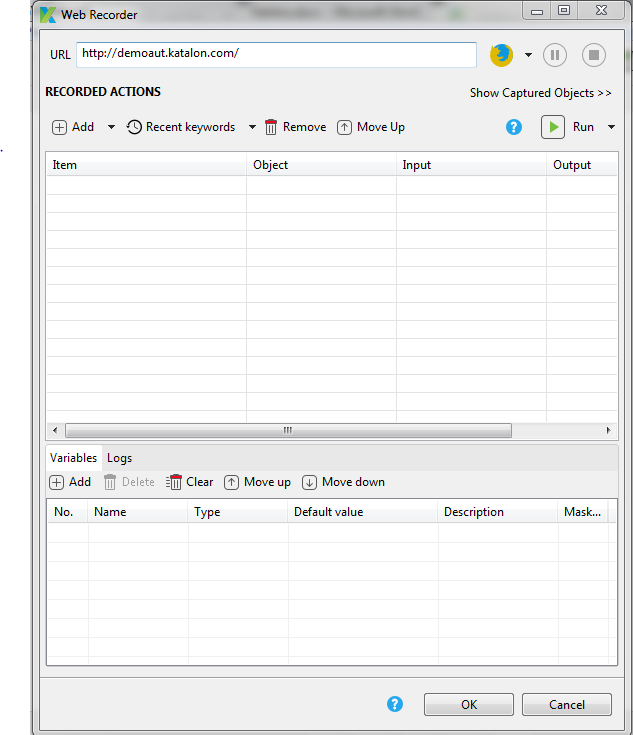 Web Recorder
URL http://demoaut.katalon.com/
RECORDED ACTIONS Show Captured Objects >>
Add Recent keywords Remove Move Up ? Run
Item Object Input Output
Variables Logs
Add Delete Clear Move up Move down
No. Name Type Default value Description Mask...
? OK Cancel